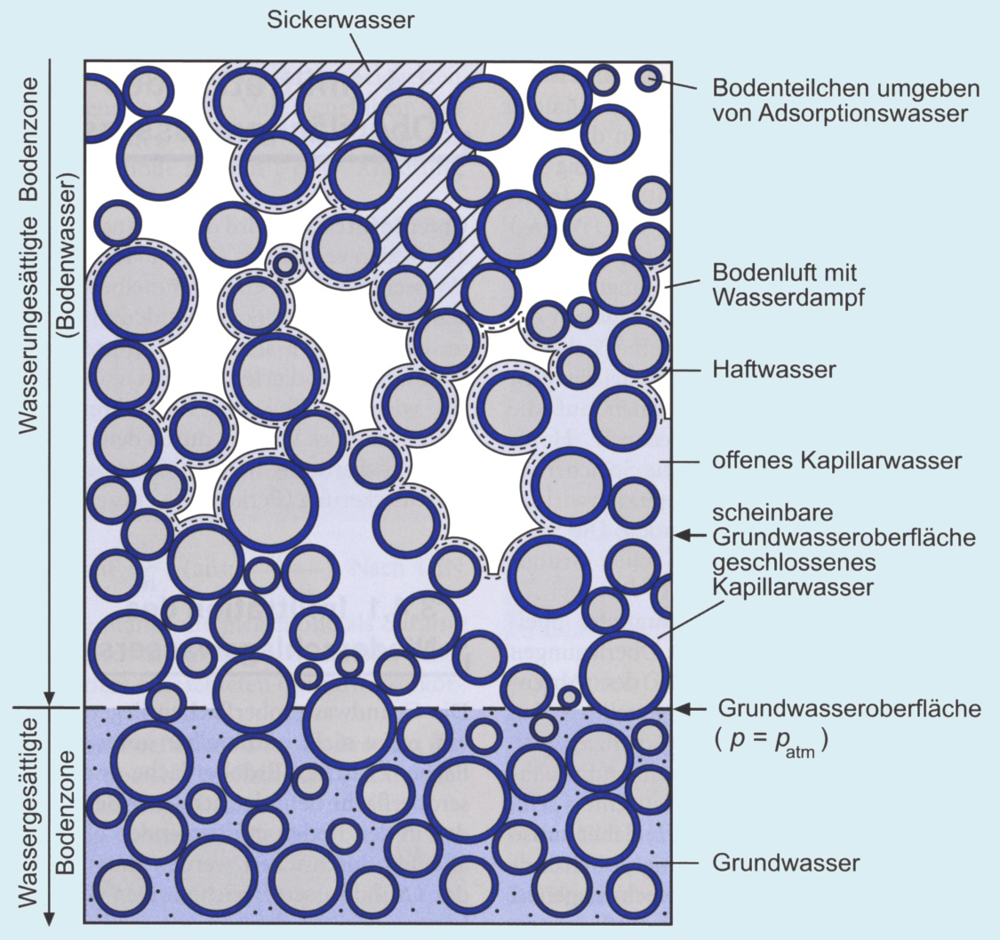 Sickerwasser
Bodenteilchen umgeben
von Adsorptionswasser
Wasserungesättigte Bodenzone
(Bodenwasser)
Bodenluft mit
Wasserdampf
Haftwasser
offenes Kapillarwasser
scheinbare
Grundwasseroberfläche
geschlossenes
Kapillarwasser
Grundwasseroberfläche
( p = patm )
Wassergesättigte
Bodenzone
Grundwasser